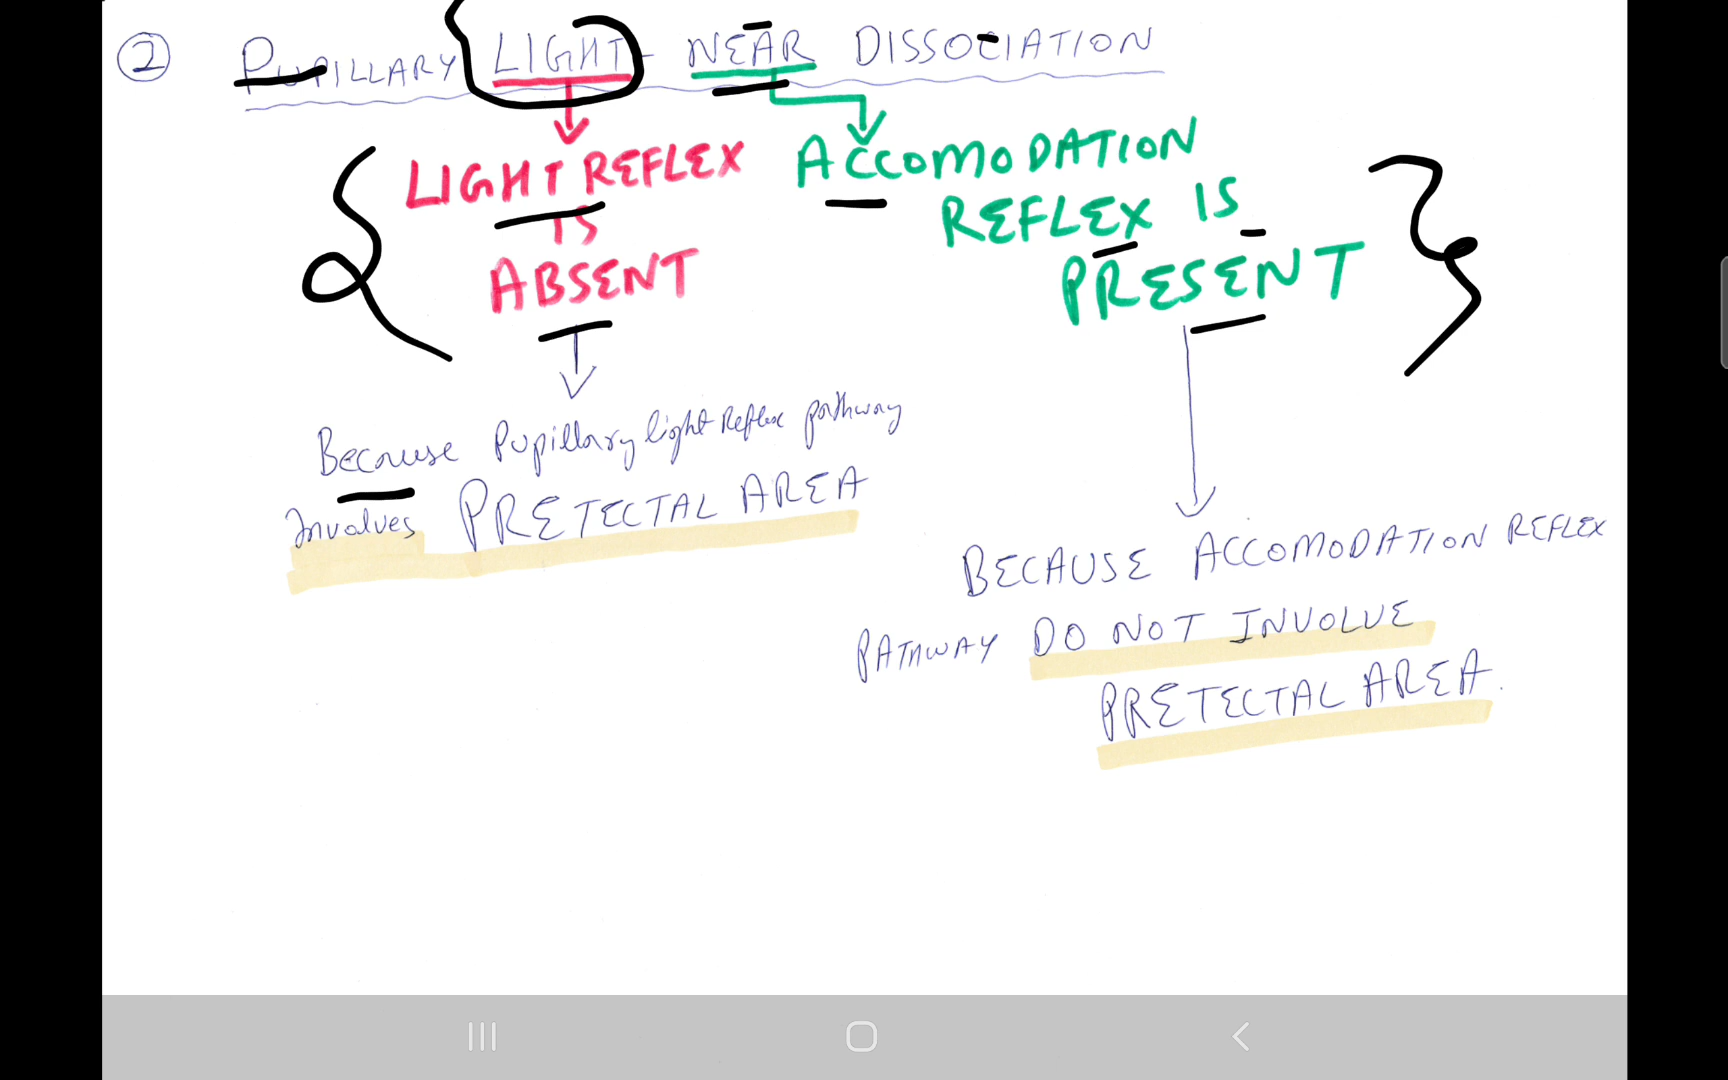 2 PUPILLARY LIGHT - NEAR DISSOCIATION
LIGHT REFLEX
IS
ABSENT
ACCOMODATION
REFLEX IS
PRESENT
Because Pupillary light Reflex pathway
Involves PRETECTAL AREA
BECAUSE ACCOMODATION REFLEX
PATHWAY DO NOT INVOLVE
PRETECTAL AREA.